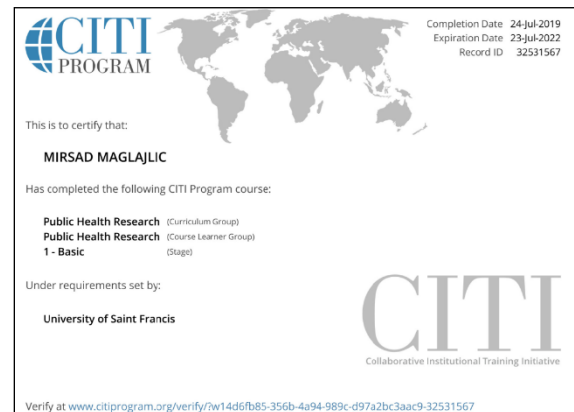 CITI
PROGRAM
Completion Date 24-Jul-2019
Expiration Date 23-Jul-2022
Record ID 32531567
This is to certify that:
MIRSAD MAGLAJLIC
Has completed the following CITI Program course:
Public Health Research (Curriculum Group)
Public Health Research (Course Learner Group)
1 - Basic (Stage)
Under requirements set by:
University of Saint Francis
CITI
Collaborative Institutional Training Initiative
Verify at www.citiprogram.org/verify/?w14d6fb85-356b-4a94-989c-d97a2bc3aac9-32531567